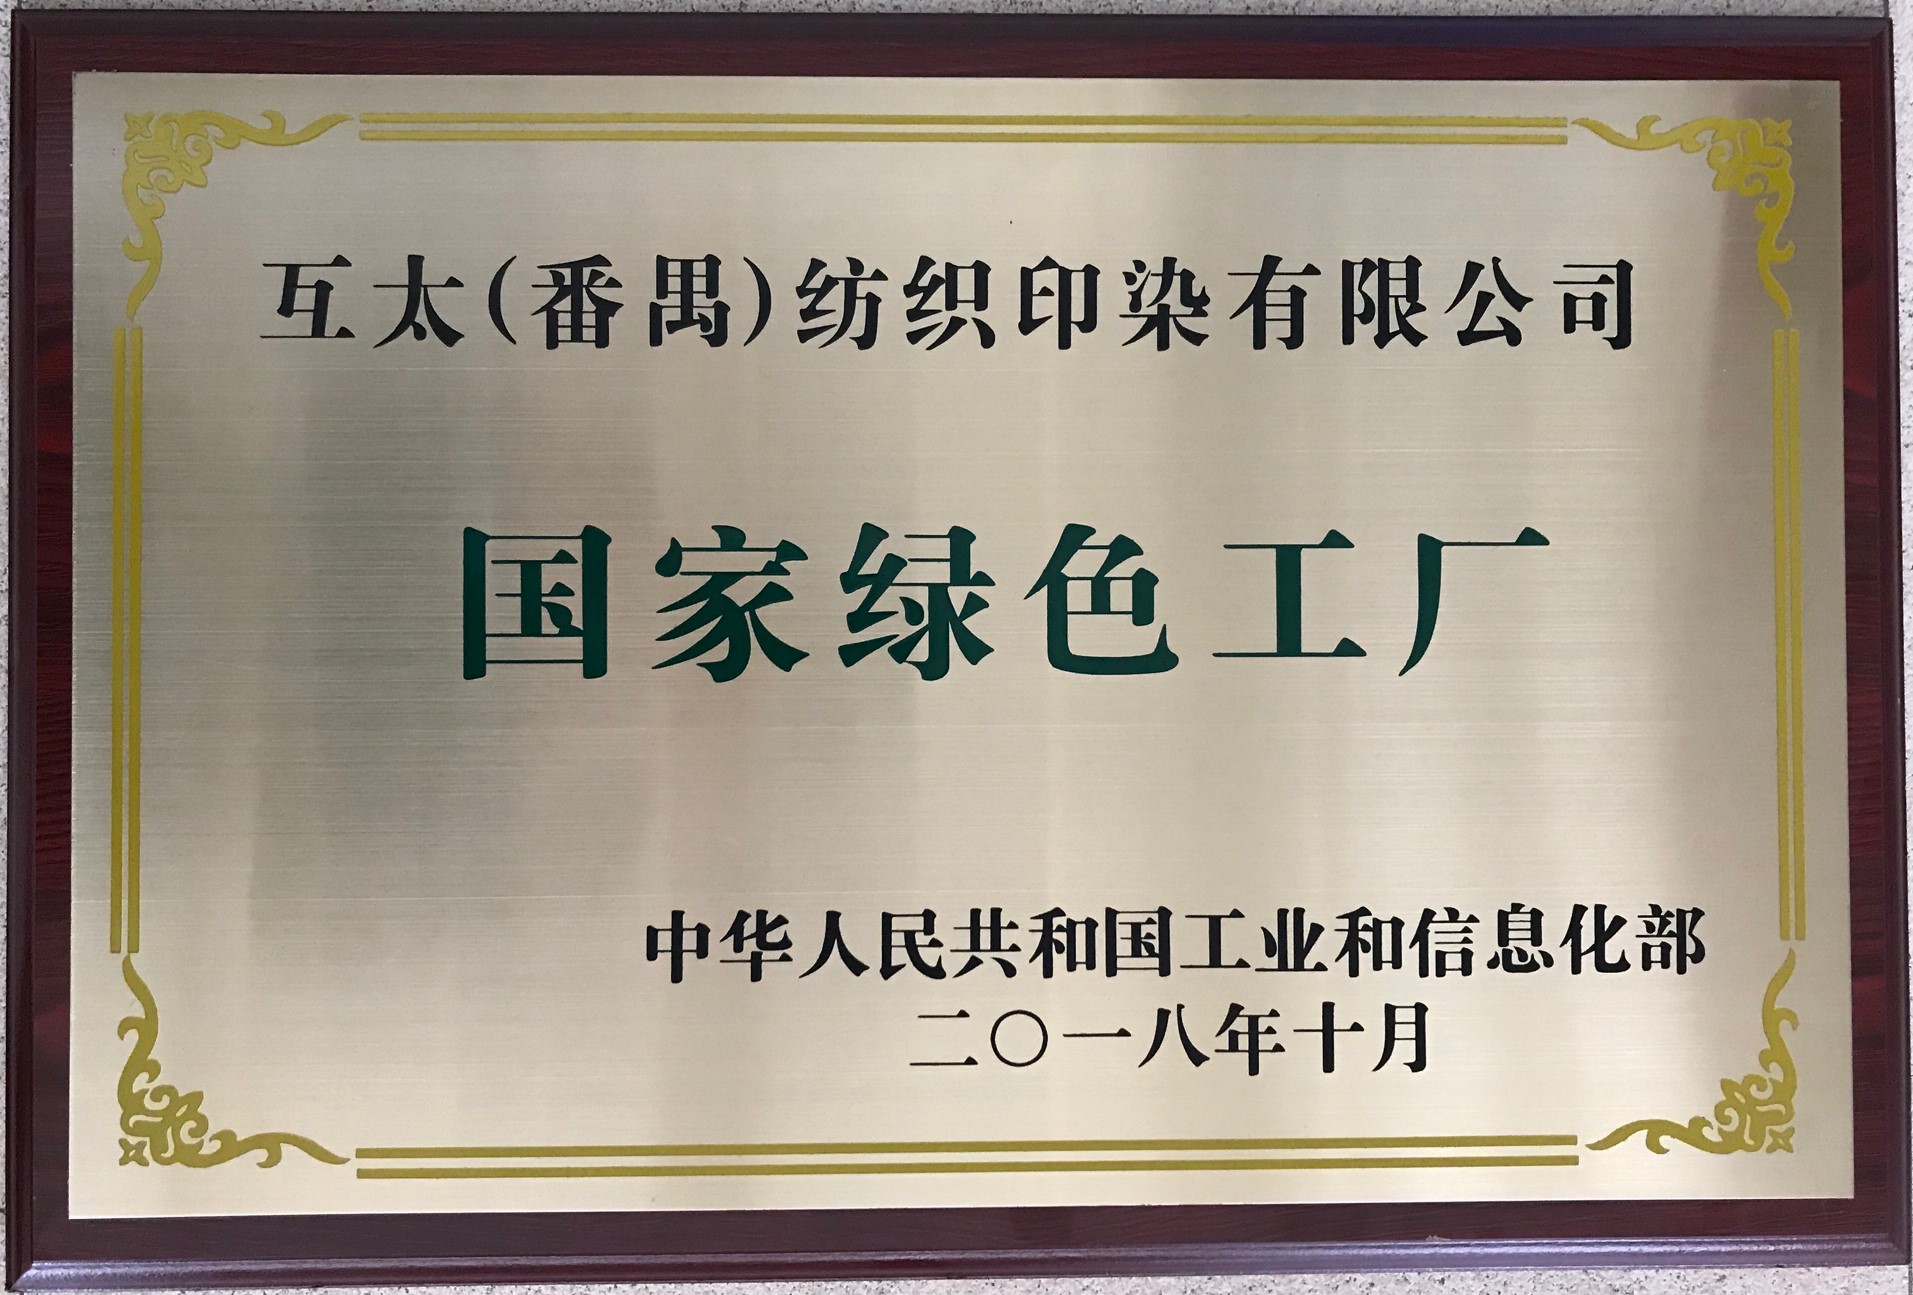 互太(番禺)纺织印染有限公司
国家绿色工厂
中华人民共和国工业和信息化部
二〇一八年十月